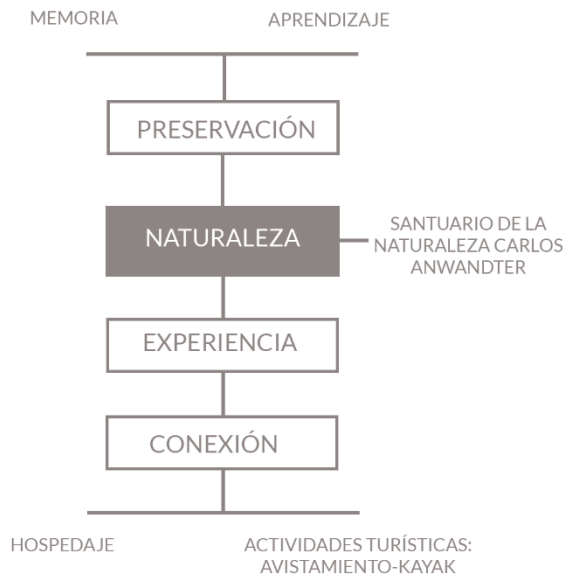 MEMORIA
APRENDIZAJE
PRESERVACIÓN
NATURALEZA
SANTUARIO DE LA
NATURALEZA CARLOS
ANWANDTER
EXPERIENCIA
CONEXIÓN
HOSPEDAJE
ACTIVIDADES TURÍSTICAS:
AVISTAMIENTO-KAYAK